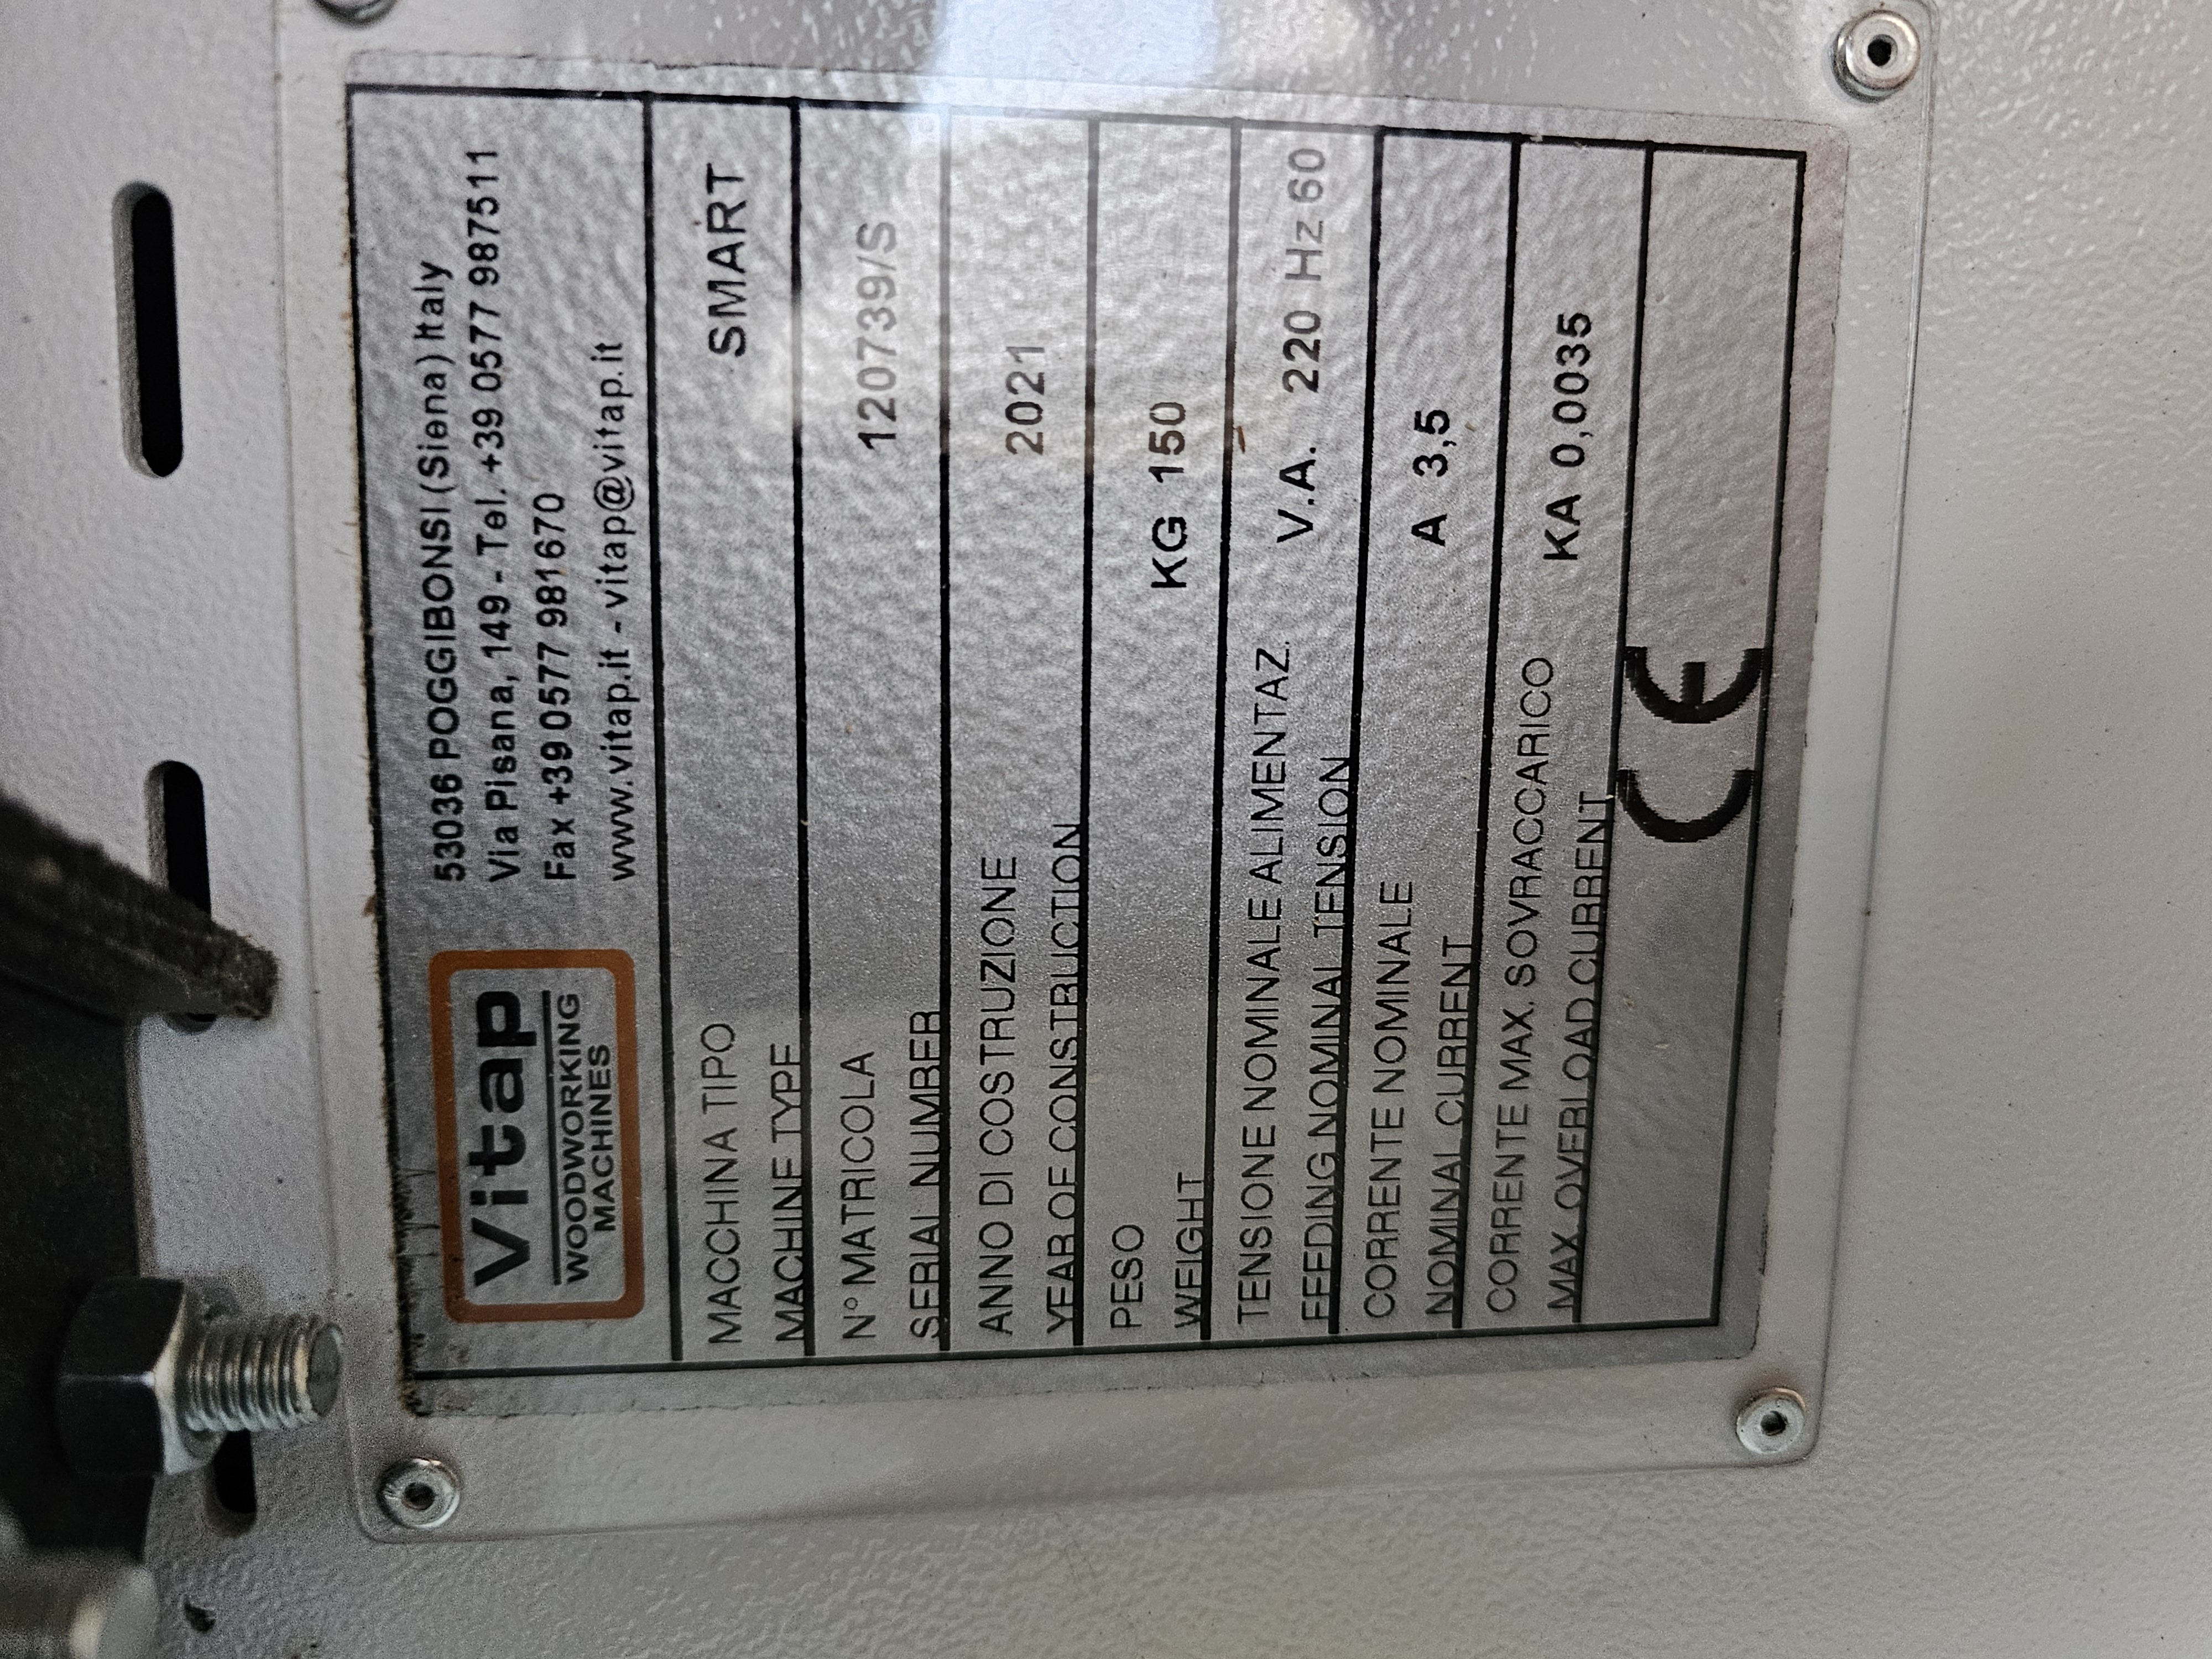 Vitap
WOODWORKING
MACHINES
53036 POGGIBONSI (Siena) Italy
Via Pisana, 149 - Tel. +39 0577 987511
Fax +39 0577 981670
www.vitap.it - vitap@vitap.it
MACCHINA TIPO
MACHINE TYPE
SMART
N° MATRICOLA
SERIAL NUMBER
120739/S
ANNO DI COSTRUZIONE
YEAR OF CONSTRUCTION
2021
PESO
WEIGHT
KG 150
TENSIONE NOMINALE ALIMENTAZ.
FEEDING NOMINAL TENSION
V.A. 220 Hz 60
CORRENTE NOMINALE
NOMINAL CURRENT
A 3,5
CORRENTE MAX. SOVRACCARICO
MAX. OVERLOAD CURRENT
KA 0,0035
CE